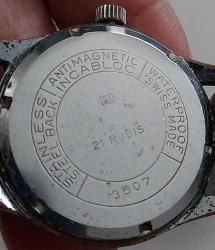 STAINLESS
STEEL BACK
ANTIMAGNETIC
INCABLOC
WATERPROOF
SWISS MADE
21 RUBIS
3507